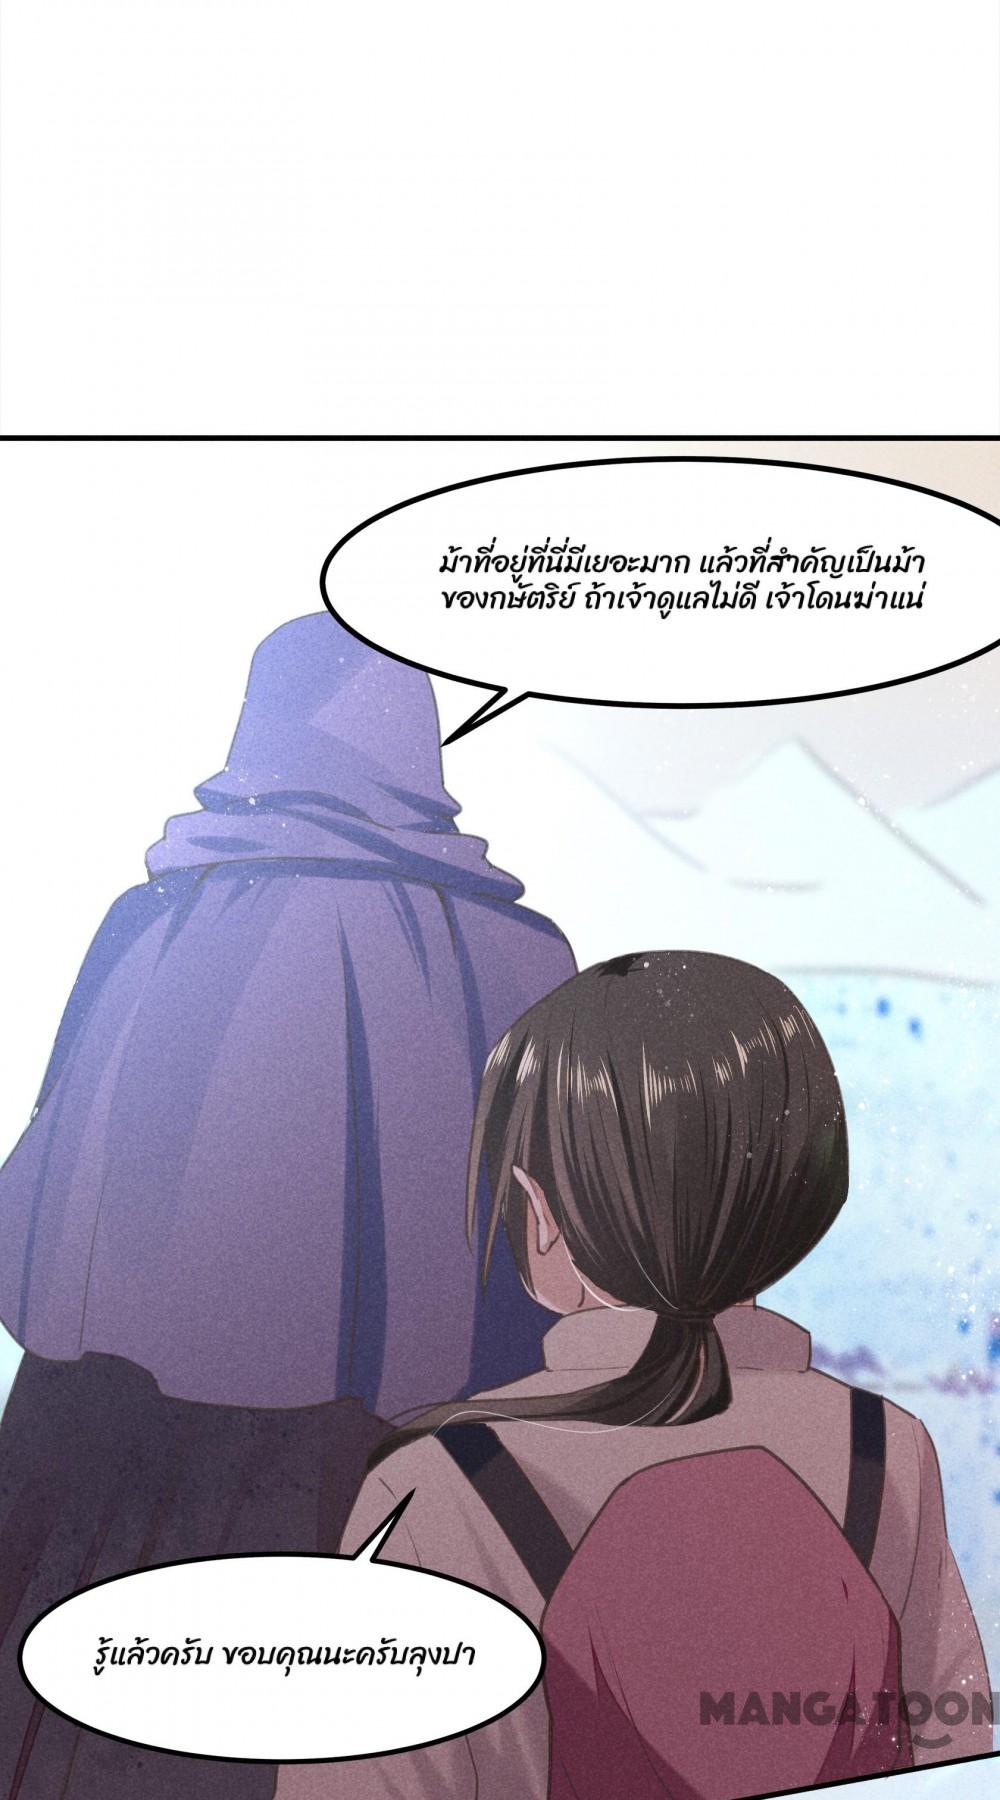 ม้าที่อยู่ที่นี่มีเยอะมาก แล้วที่สำคัญเป็นม้า
ของกษัตริย์ ถ้าเจ้าดูแลไม่ดี เจ้าโดนฆ่าแน่
รู้แล้วครับ ขอบคุณนะครับลุงปา
MANGATOON